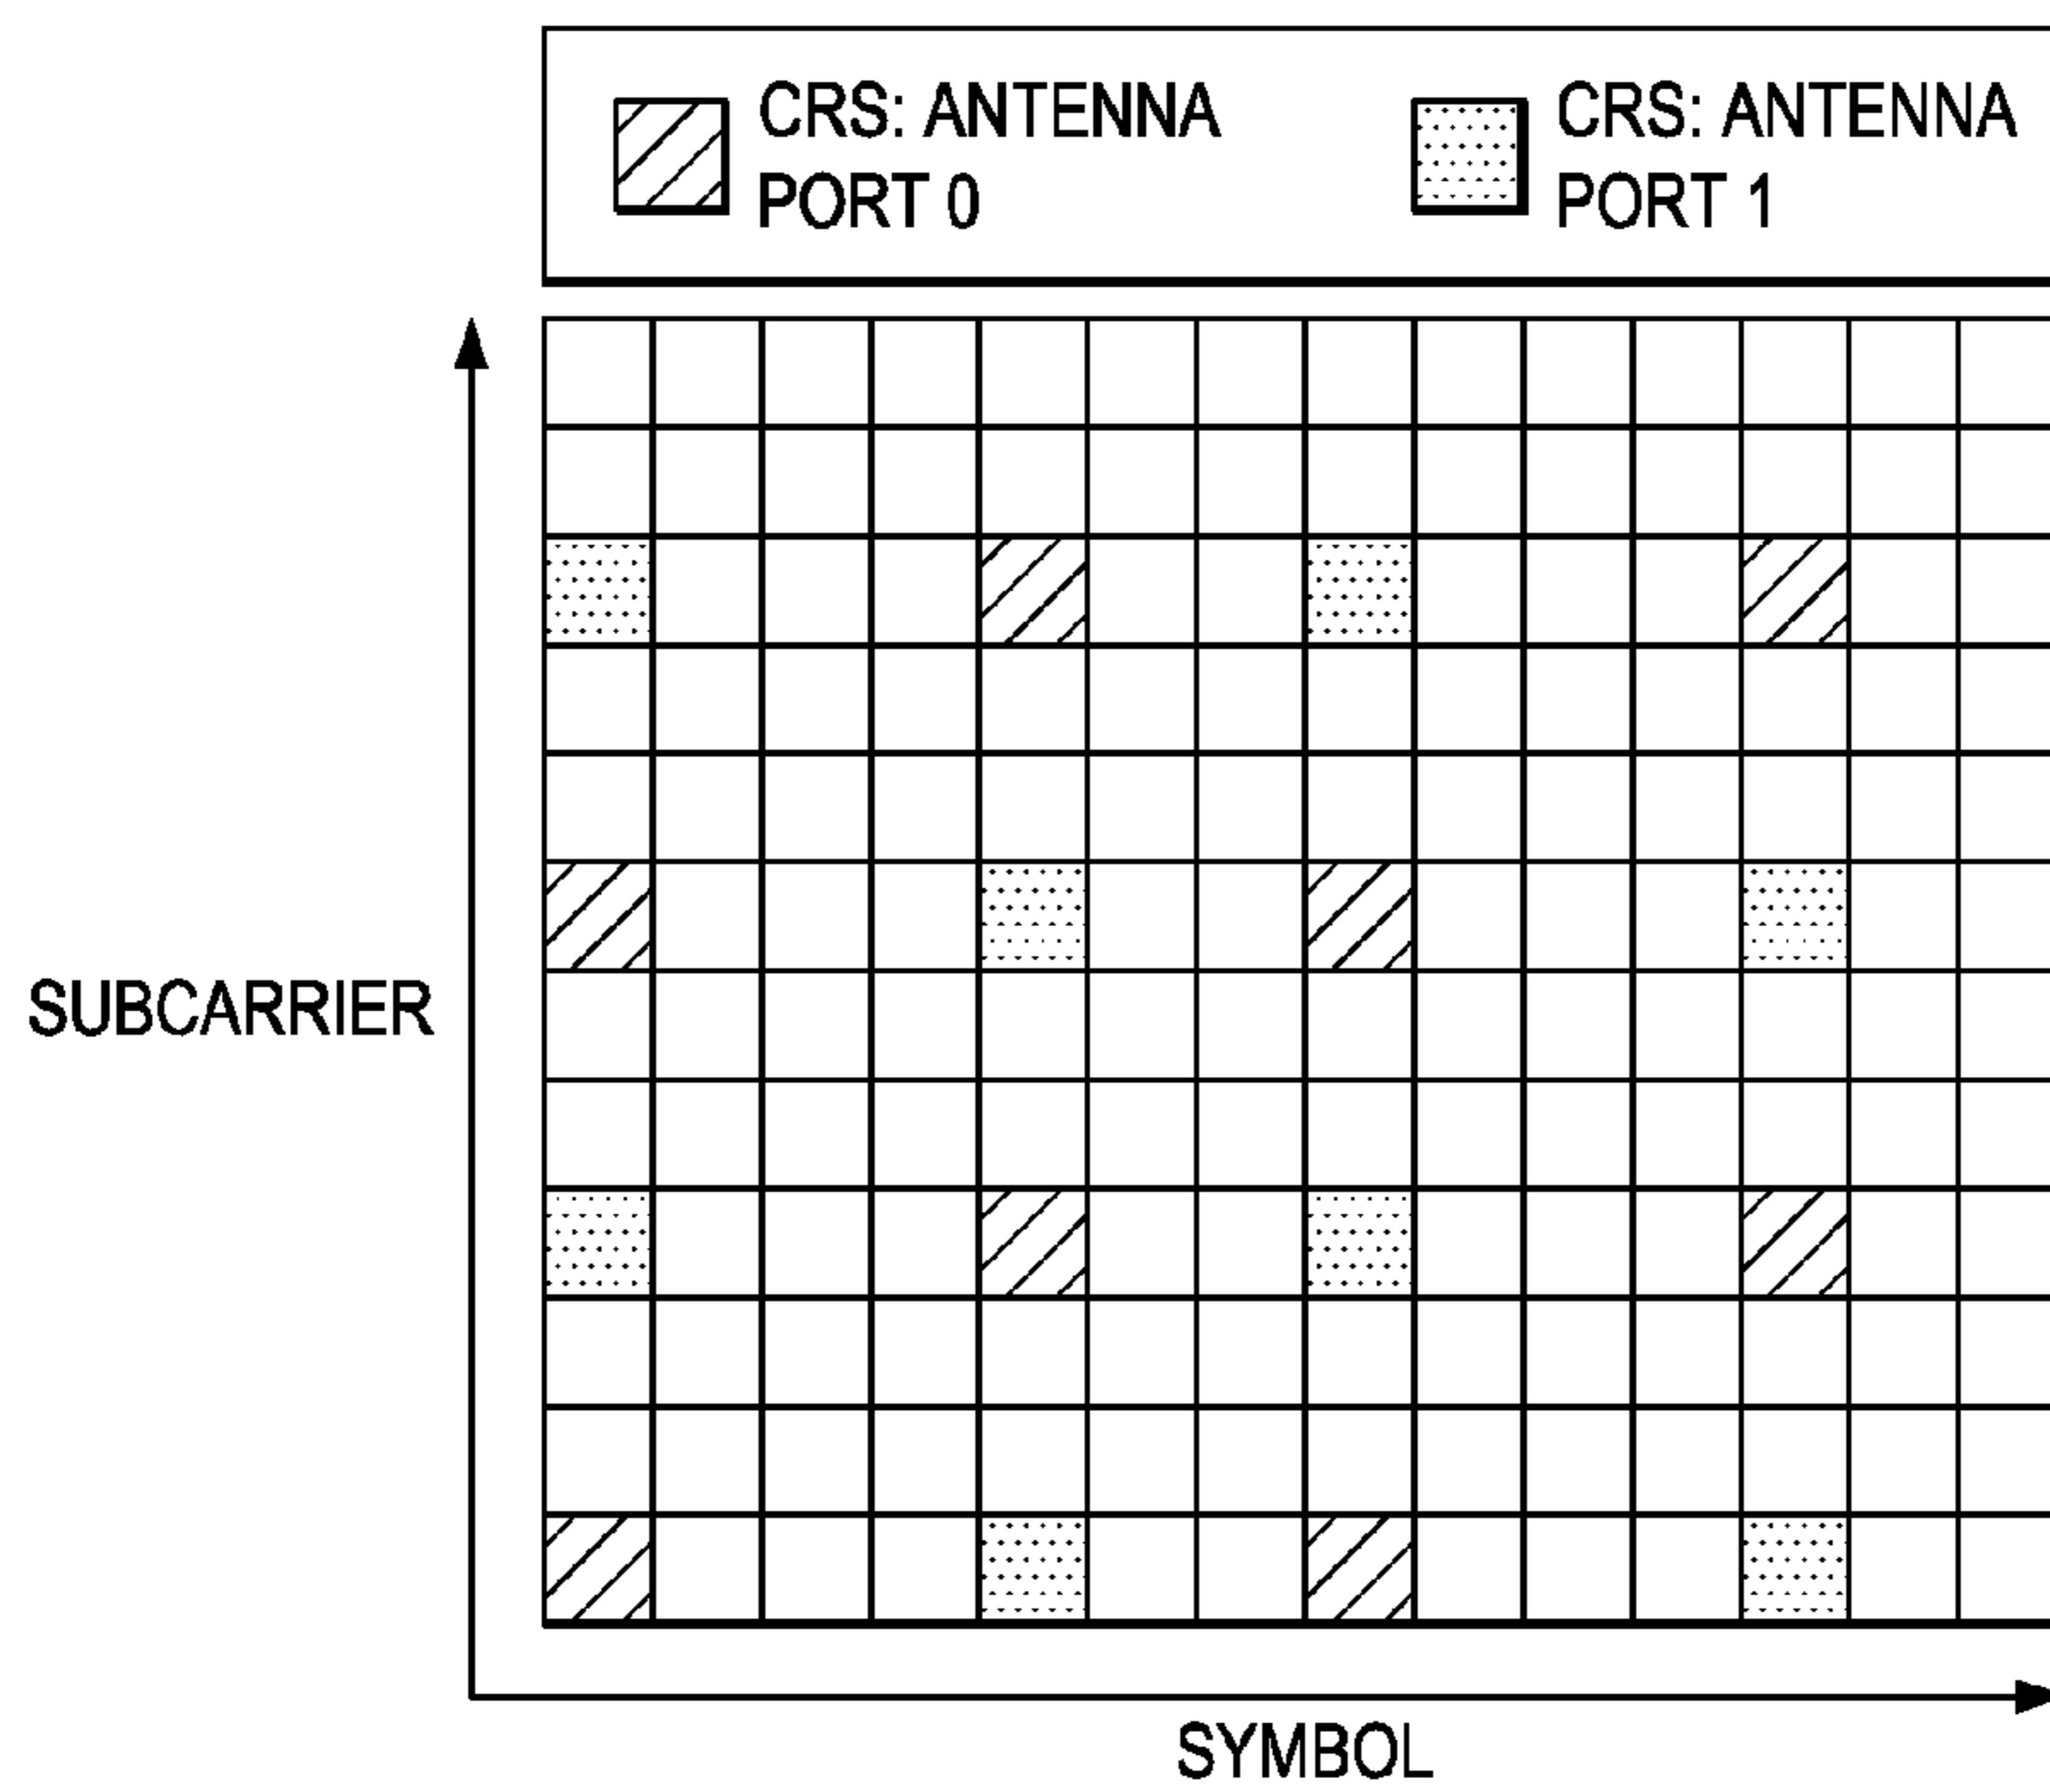 CRS: ANTENNA
PORT 0
CRS: ANTENNA
PORT 1
SUBCARRIER
SYMBOL